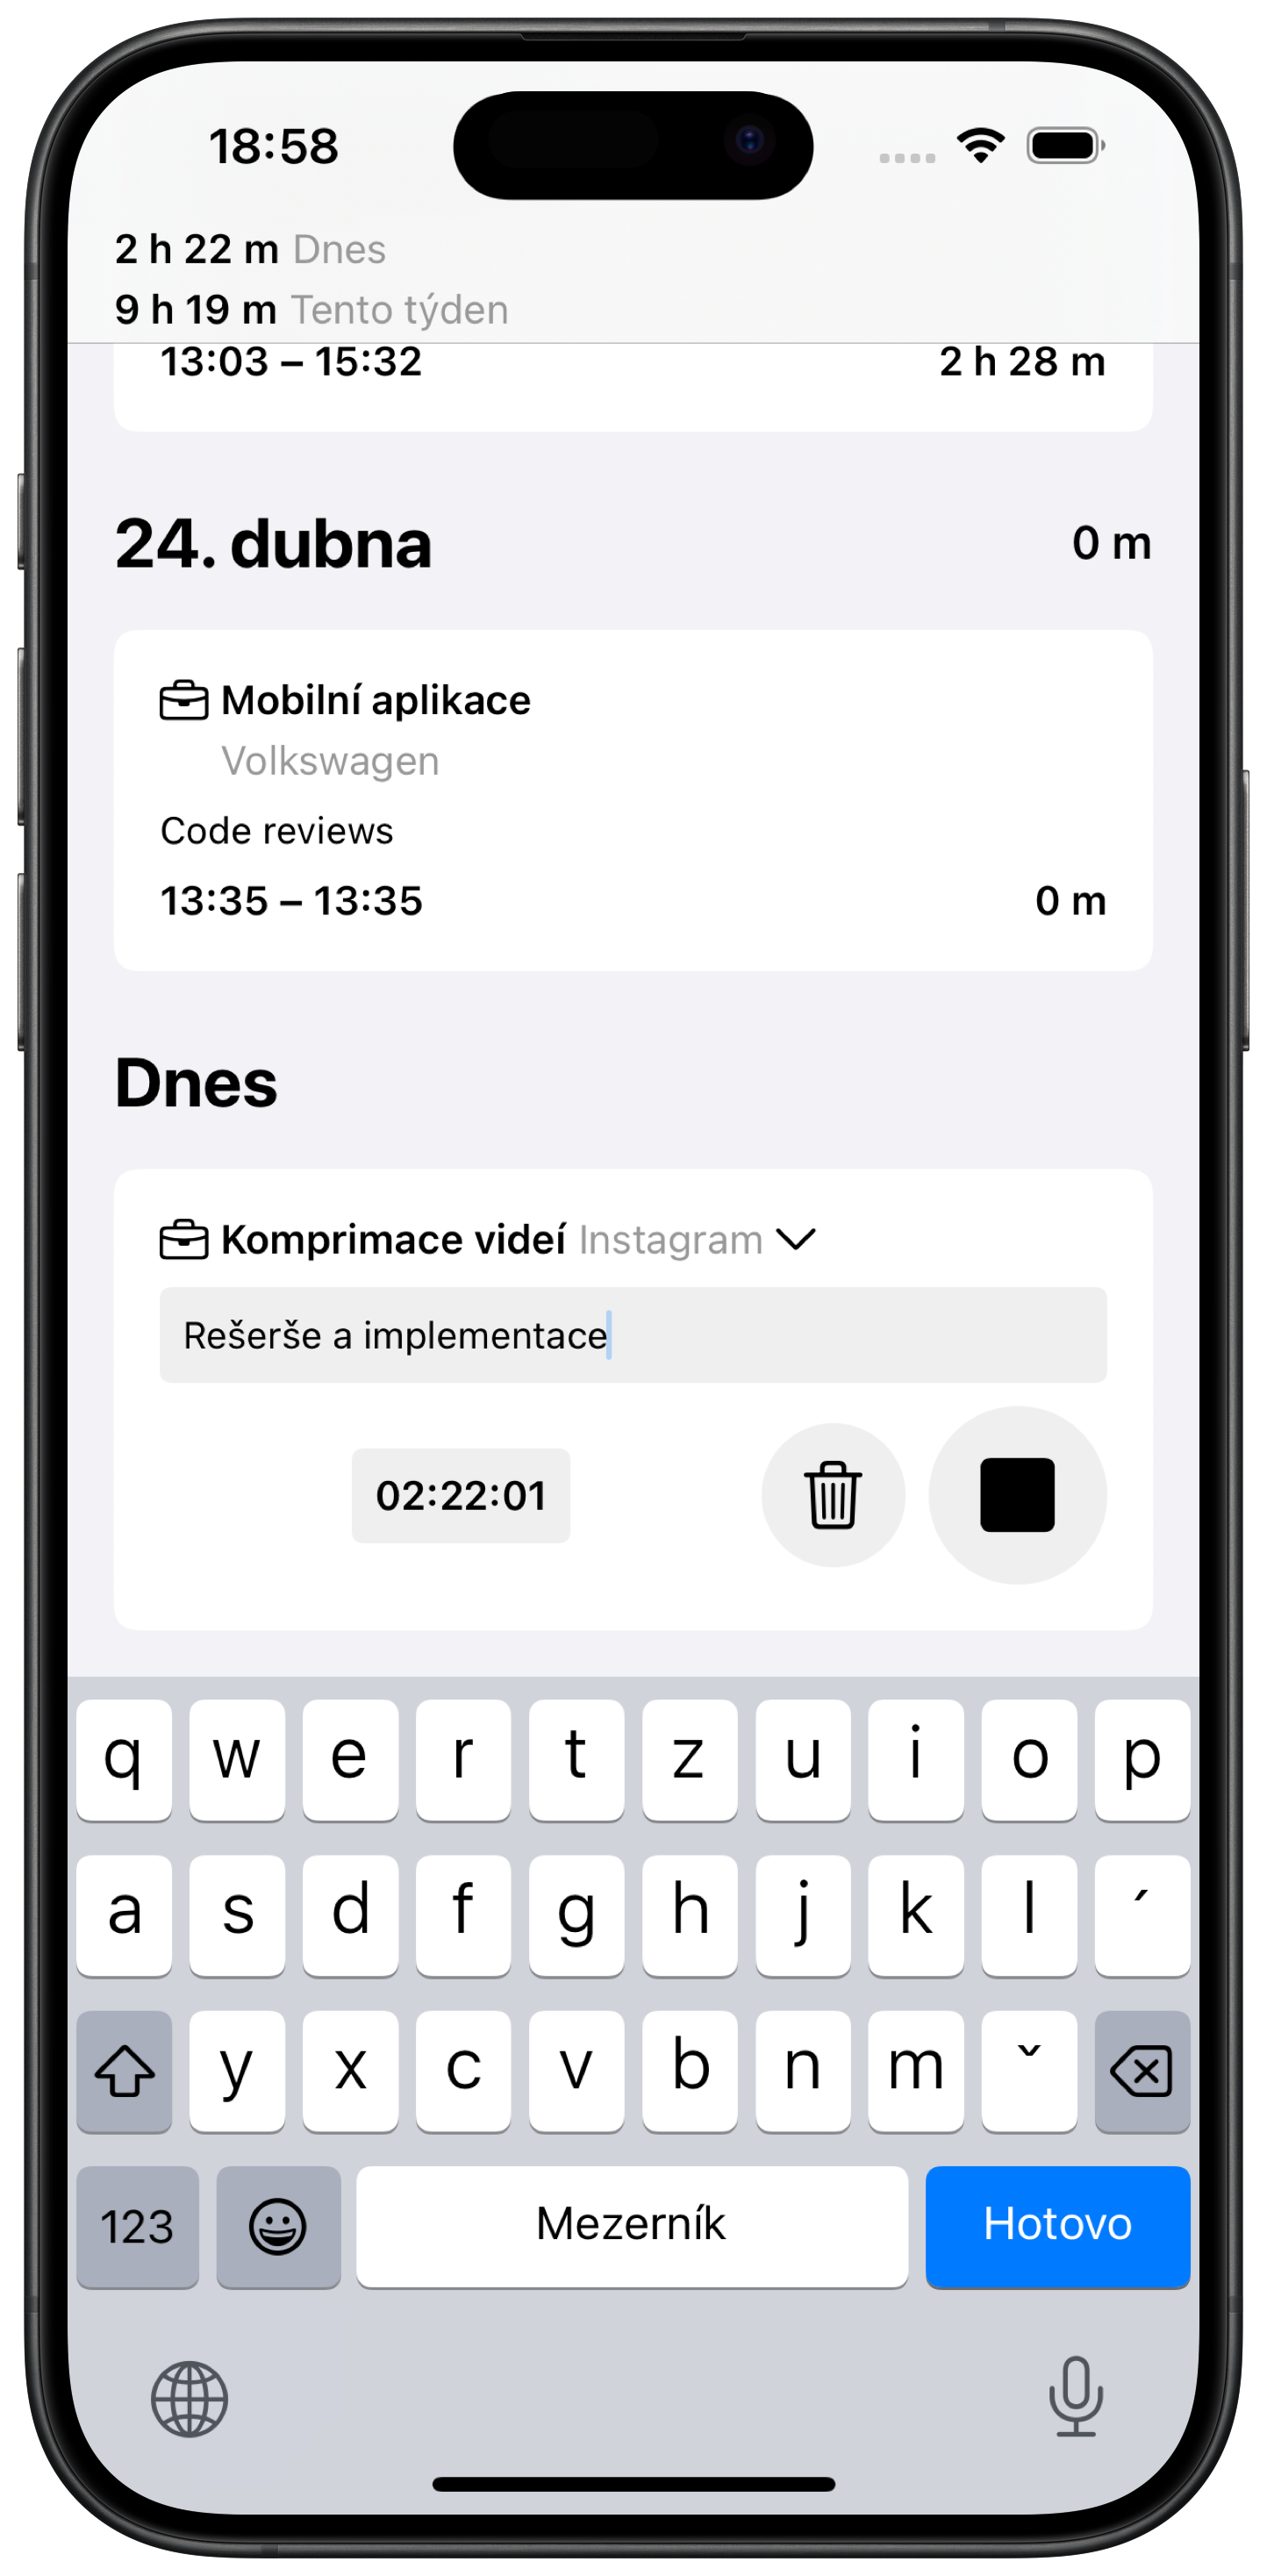 18:58
2 h 22 m Dnes
9 h 19 m Tento týden
13:03 – 15:32 2 h 28 m
24. dubna 0 m
Mobilní aplikace
Volkswagen
Code reviews
13:35 – 13:35 0 m
Dnes
Komprimace videí Instagram
Rešerše a implementace
02:22:01
q w e r t z u i o p
a s d f g h j k l ´
y x c v b n m ˇ
123 Mezerník Hotovo